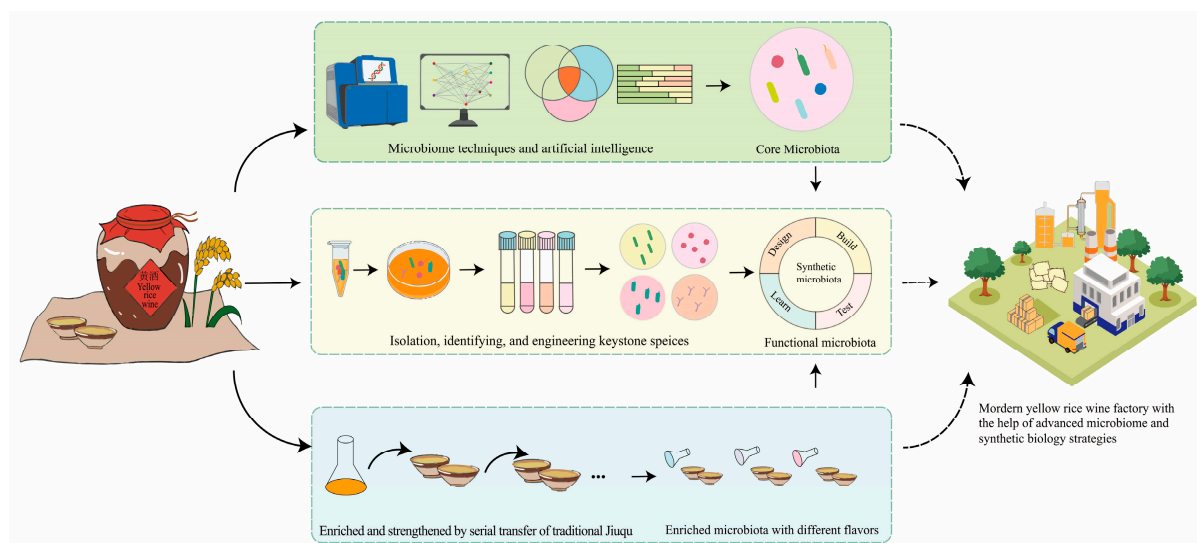 Microbiome techniques and artificial intelligence
Core Microbiota
黄酒
Yellow
rice
wine
Design
Build
Synthetic
microbiota
Learn
Test
Isolation, identifying, and engineering keystone speices
Functional microbiota
Mordern yellow rice wine factory with
the help of advanced microbiome and
synthetic biology strategies
...
Enriched and strengthened by serial transfer of traditional Jiuqu
Enriched microbiota with different flavors